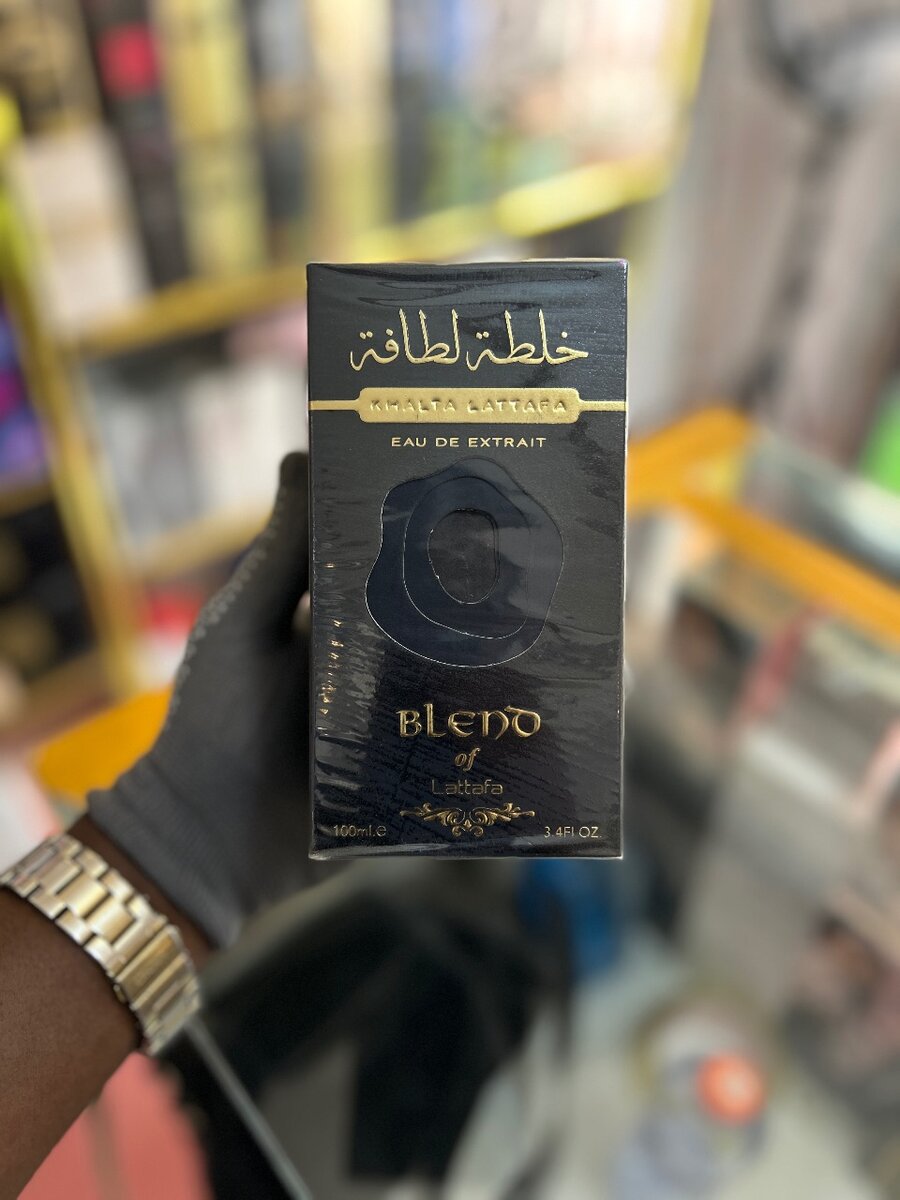 خلطة لطافة
KHALTA LATTAFA
EAU DE EXTRAIT
BLEND
of
Lattafa
100ml.e 3.4FL OZ.